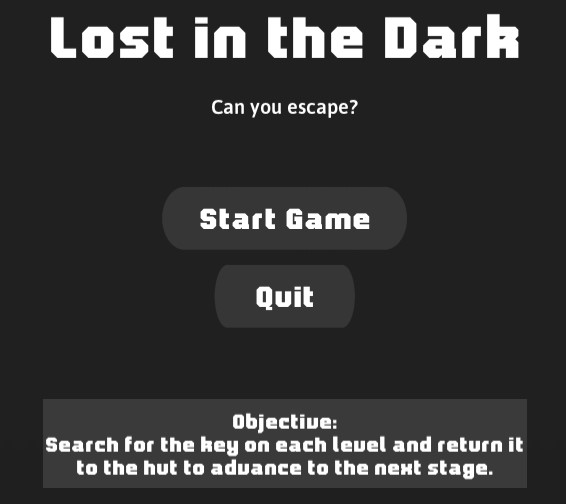 Lost in the Dark
Can you escape?
Start Game
Quit
Objective:
Search for the key on each level and return it
to the hut to advance to the next stage.